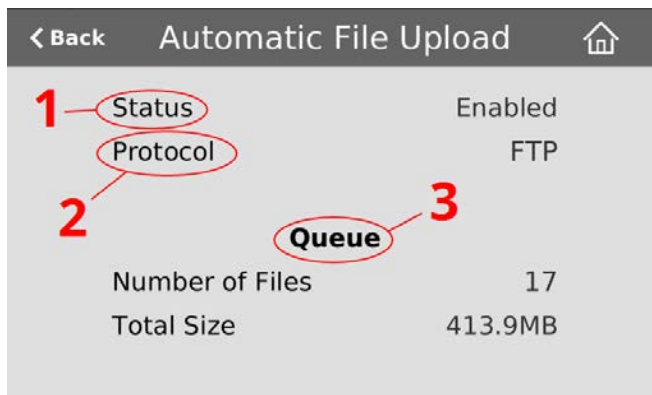 Back Automatic File Upload
1 Status Enabled
Protocol FTP
2 3
Queue
Number of Files 17
Total Size 413.9MB